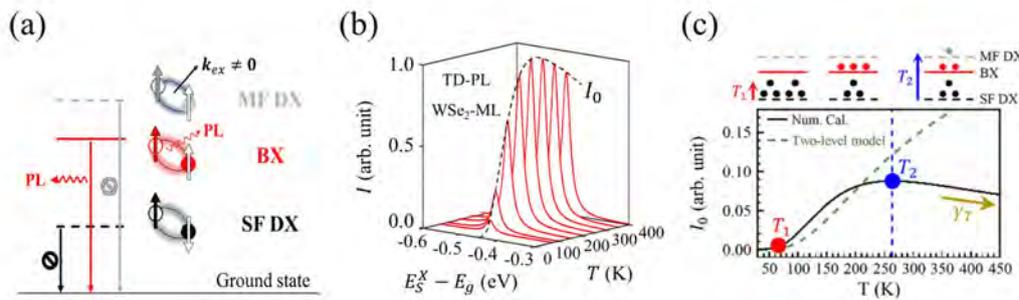 (a)
k_ex ≠ 0
MF DX
PL
PL
BX
SF DX
Ground state
(b)
I (arb. unit)
1.0
0.5
0.0
TD-PL
WSe₂-ML
I₀
-0.6
-0.5
-0.4
-0.3
E_S^X − E_g (eV)
0
100
200
300
400
T (K)
(c)
MF DX
BX
SF DX
T₁
T₂
I₀ (arb. unit)
0.15
0.10
0.05
0.00
Num. Cal.
Two-level model
T₁
T₂
γ_T
50 100 150 200 250 300 350 400 450
T (K)